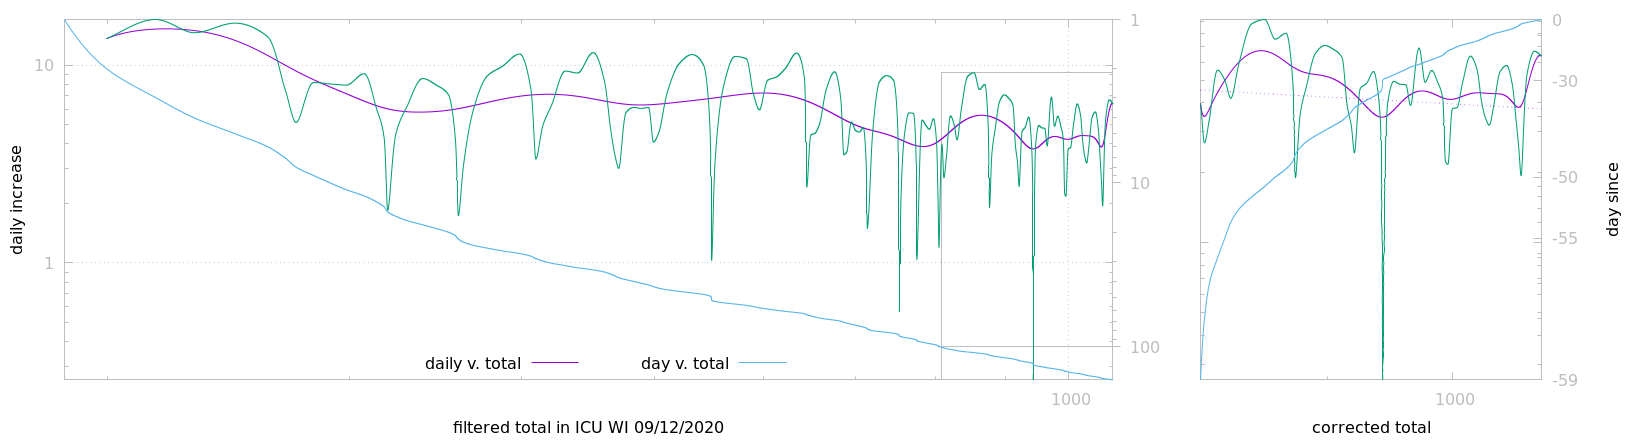 daily increase
10
1
daily v. total
day v. total
1
10
100
1000
filtered total in ICU WI 09/12/2020
0
-30
-50
-55
-59
day since
1000
corrected total